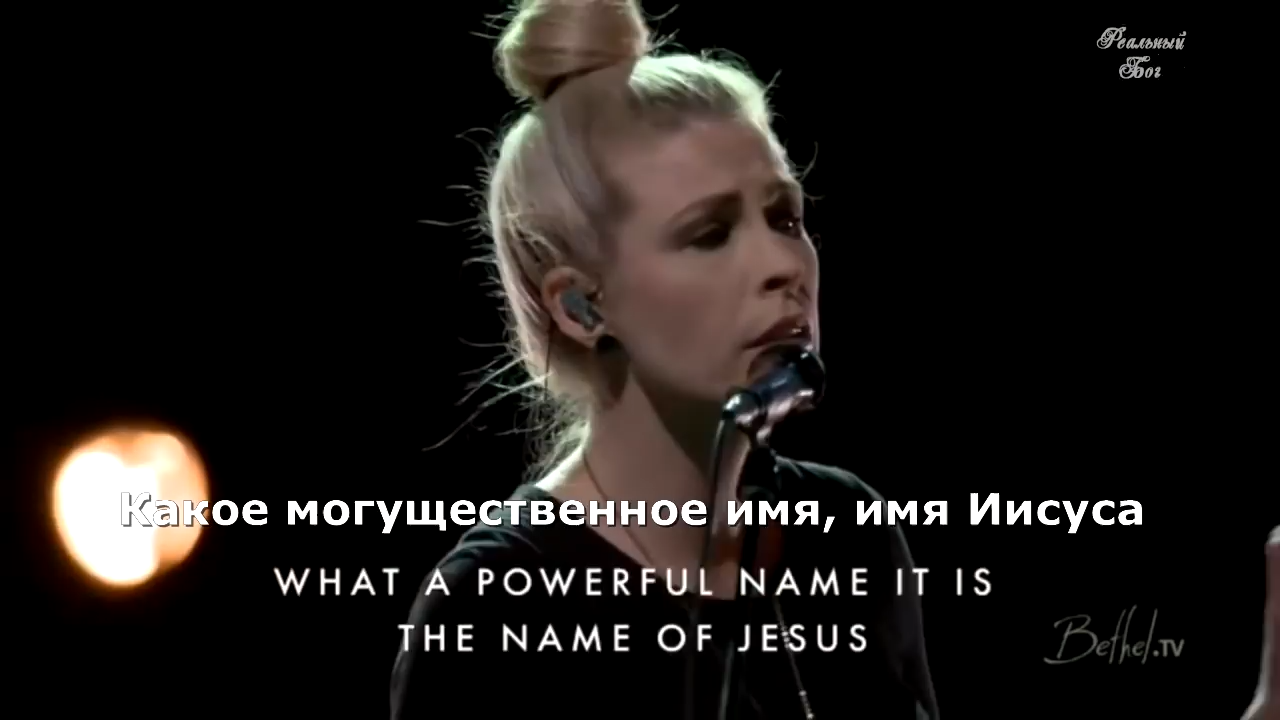 Реальный
Бог
Какое могущественное имя, имя Иисуса
WHAT A POWERFUL NAME IT IS
THE NAME OF JESUS
Bethel.TV